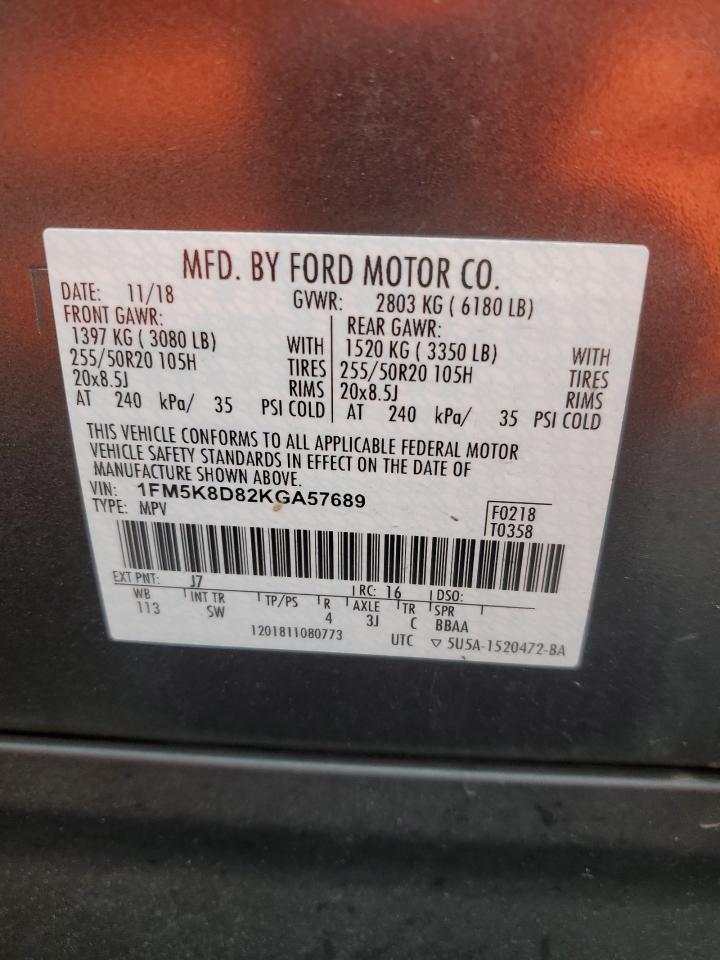 MFD. BY FORD MOTOR CO.
DATE: 11/18 GVWR: 2803 KG ( 6180 LB)
FRONT GAWR: REAR GAWR:
1397 KG ( 3080 LB) WITH 1520 KG ( 3350 LB) WITH
255/50R20 105H TIRES 255/50R20 105H TIRES
20x8.5J RIMS 20x8.5J RIMS
AT 240 kPa/ 35 PSI COLD AT 240 kPa/ 35 PSI COLD
THIS VEHICLE CONFORMS TO ALL APPLICABLE FEDERAL MOTOR
VEHICLE SAFETY STANDARDS IN EFFECT ON THE DATE OF
MANUFACTURE SHOWN ABOVE.
VIN: 1FM5K8D82KGA57689
TYPE: MPV F0218
T0358
EXT PNT: J7 RC: 16 DSO:
WB INT TR TP/PS R AXLE TR SPR
113 SW 4 3J C BBAA
1201811080773 UTC ▽ 5U5A-1520472-BA